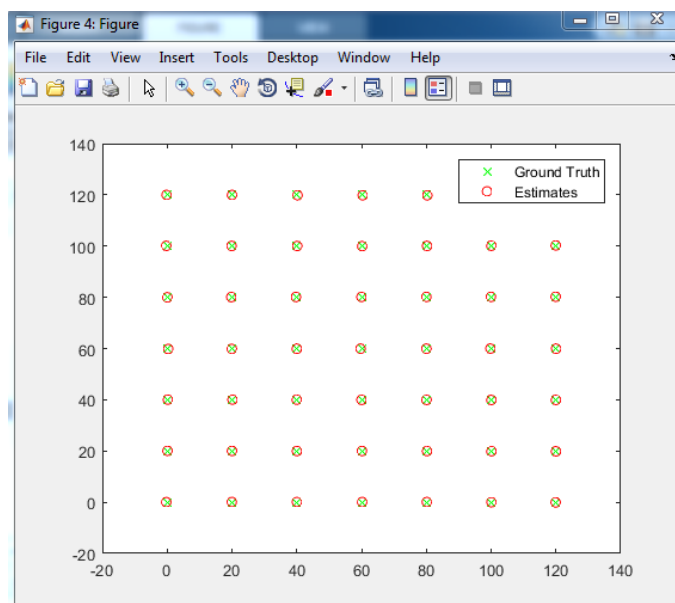 Figure 4: Figure
File Edit View Insert Tools Desktop Window Help
140
120
100
80
60
40
20
0
-20
-20 0 20 40 60 80 100 120 140
Ground Truth
Estimates